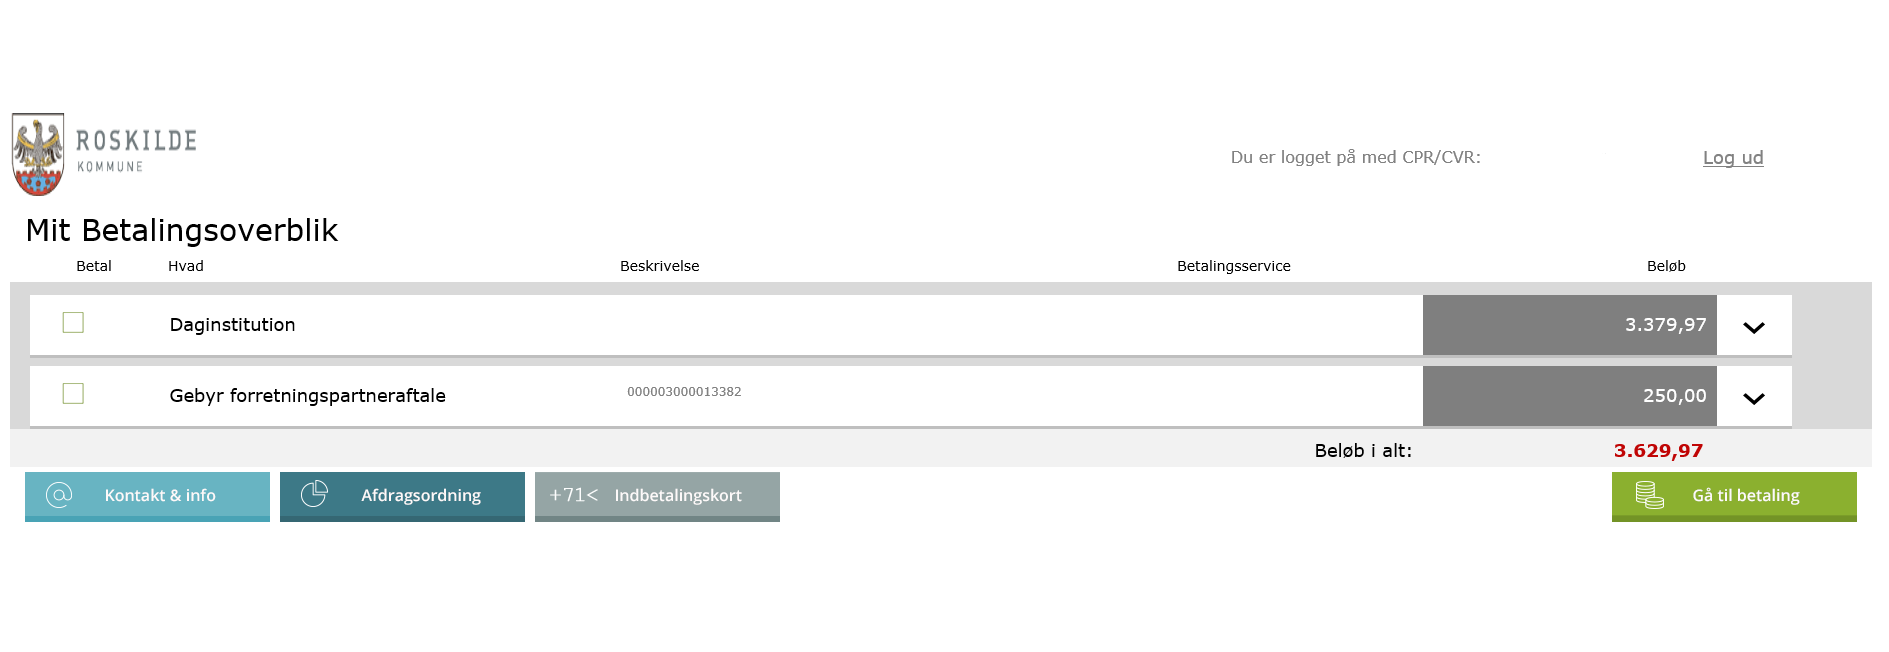 ROSKILDE
KOMMUNE
Du er logget på med CPR/CVR:
Log ud
Mit Betalingsoverblik
Betal Hvad Beskrivelse Betalingsservice Beløb
Daginstitution 3.379,97
Gebyr forretningspartneraftale 000003000013382 250,00
Beløb i alt: 3.629,97
Kontakt & info
Afdragsordning
+71< Indbetalingskort
Gå til betaling